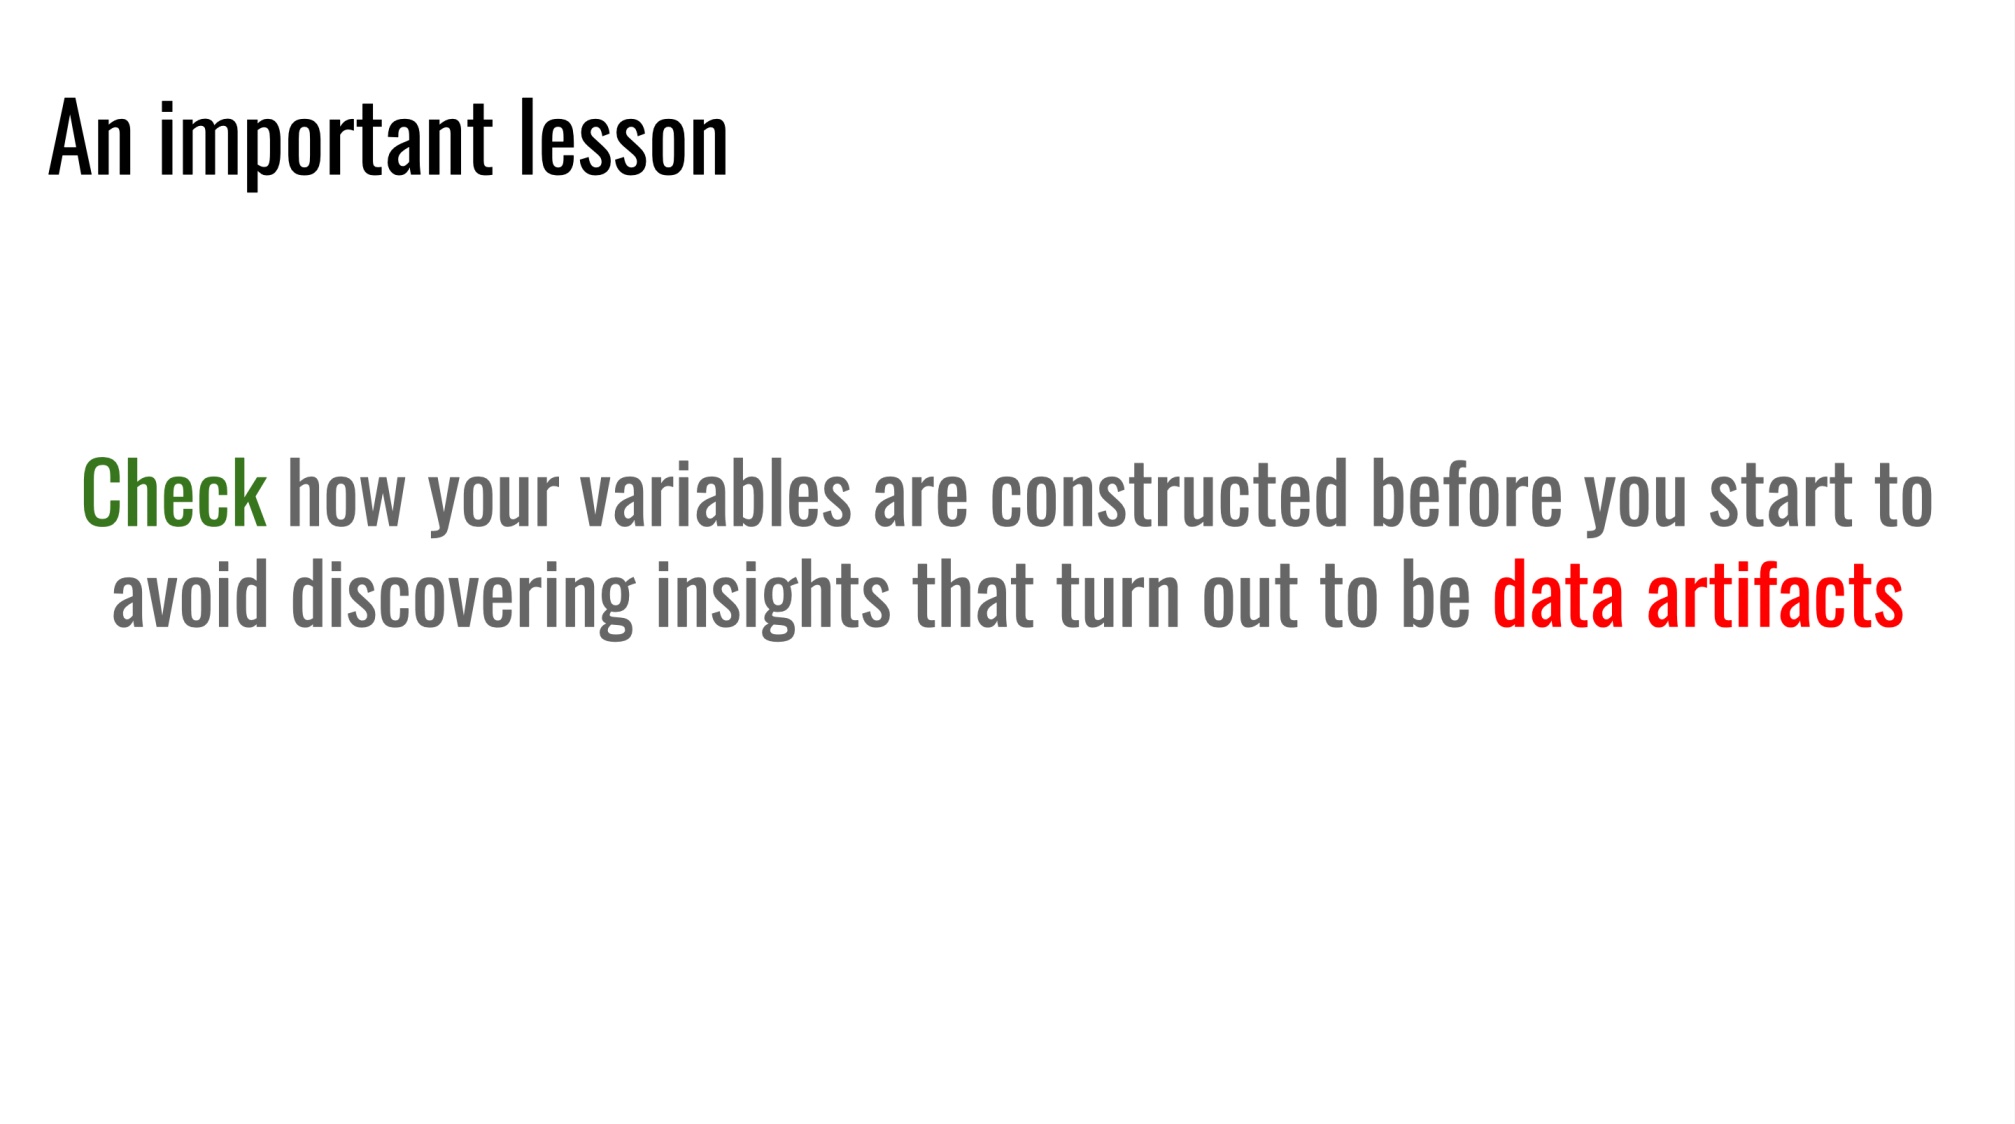 An important lesson
Check how your variables are constructed before you start to
avoid discovering insights that turn out to be data artifacts